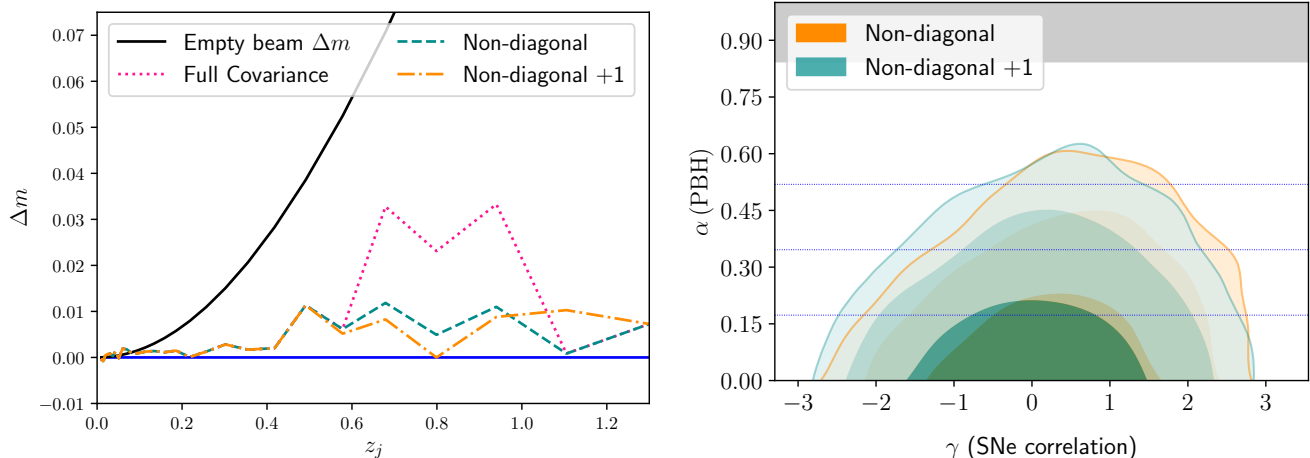 Empty beam Δm
Full Covariance
Non-diagonal
Non-diagonal +1
Δm
0.07
0.06
0.05
0.04
0.03
0.02
0.01
0.00
−0.01
0.0 0.2 0.4 0.6 0.8 1.0 1.2
z_j
Non-diagonal
Non-diagonal +1
α (PBH)
0.90
0.75
0.60
0.45
0.30
0.15
0.00
−3 −2 −1 0 1 2 3
γ (SNe correlation)